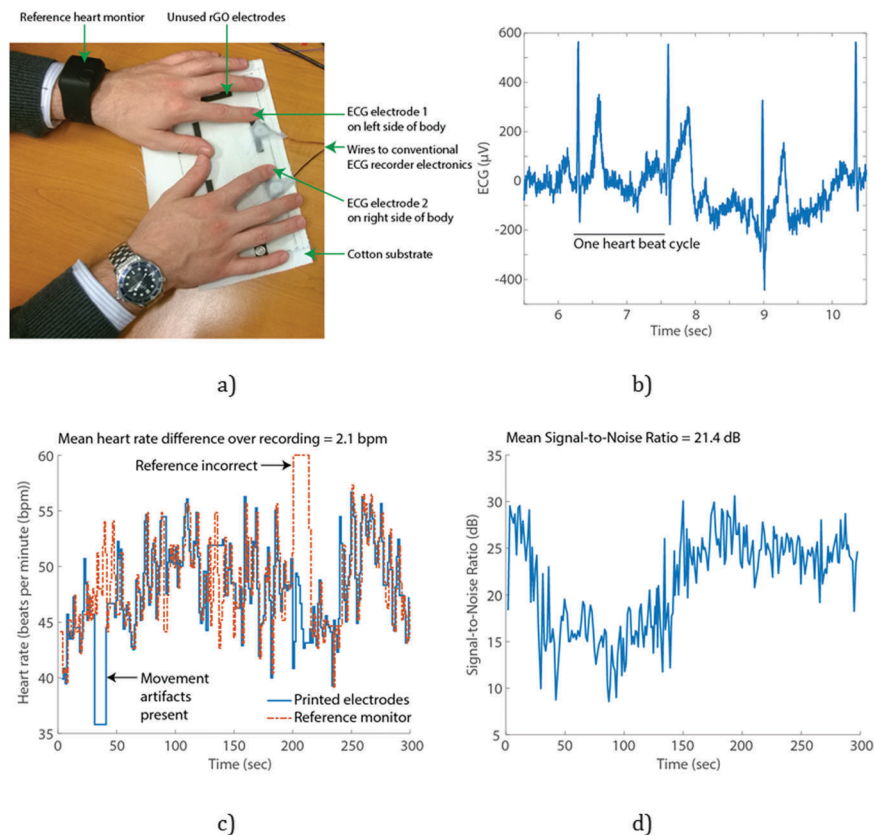 Reference heart montior
Unused rGO electrodes
ECG electrode 1
on left side of body
Wires to conventional
ECG recorder electronics
ECG electrode 2
on right side of body
Cotton substrate
a)
600
400
200
0
-200
-400
ECG (µV)
One heart beat cycle
6 7 8 9 10
Time (sec)
b)
Mean heart rate difference over recording = 2.1 bpm
Reference incorrect
60
55
50
45
40
35
Heart rate (beats per minute (bpm))
Movement
artifacts
present
Printed electrodes
Reference monitor
0 50 100 150 200 250 300
Time (sec)
c)
Mean Signal-to-Noise Ratio = 21.4 dB
35
30
25
20
15
10
5
Signal-to-Noise Ratio (dB)
0 50 100 150 200 250 300
Time (sec)
d)